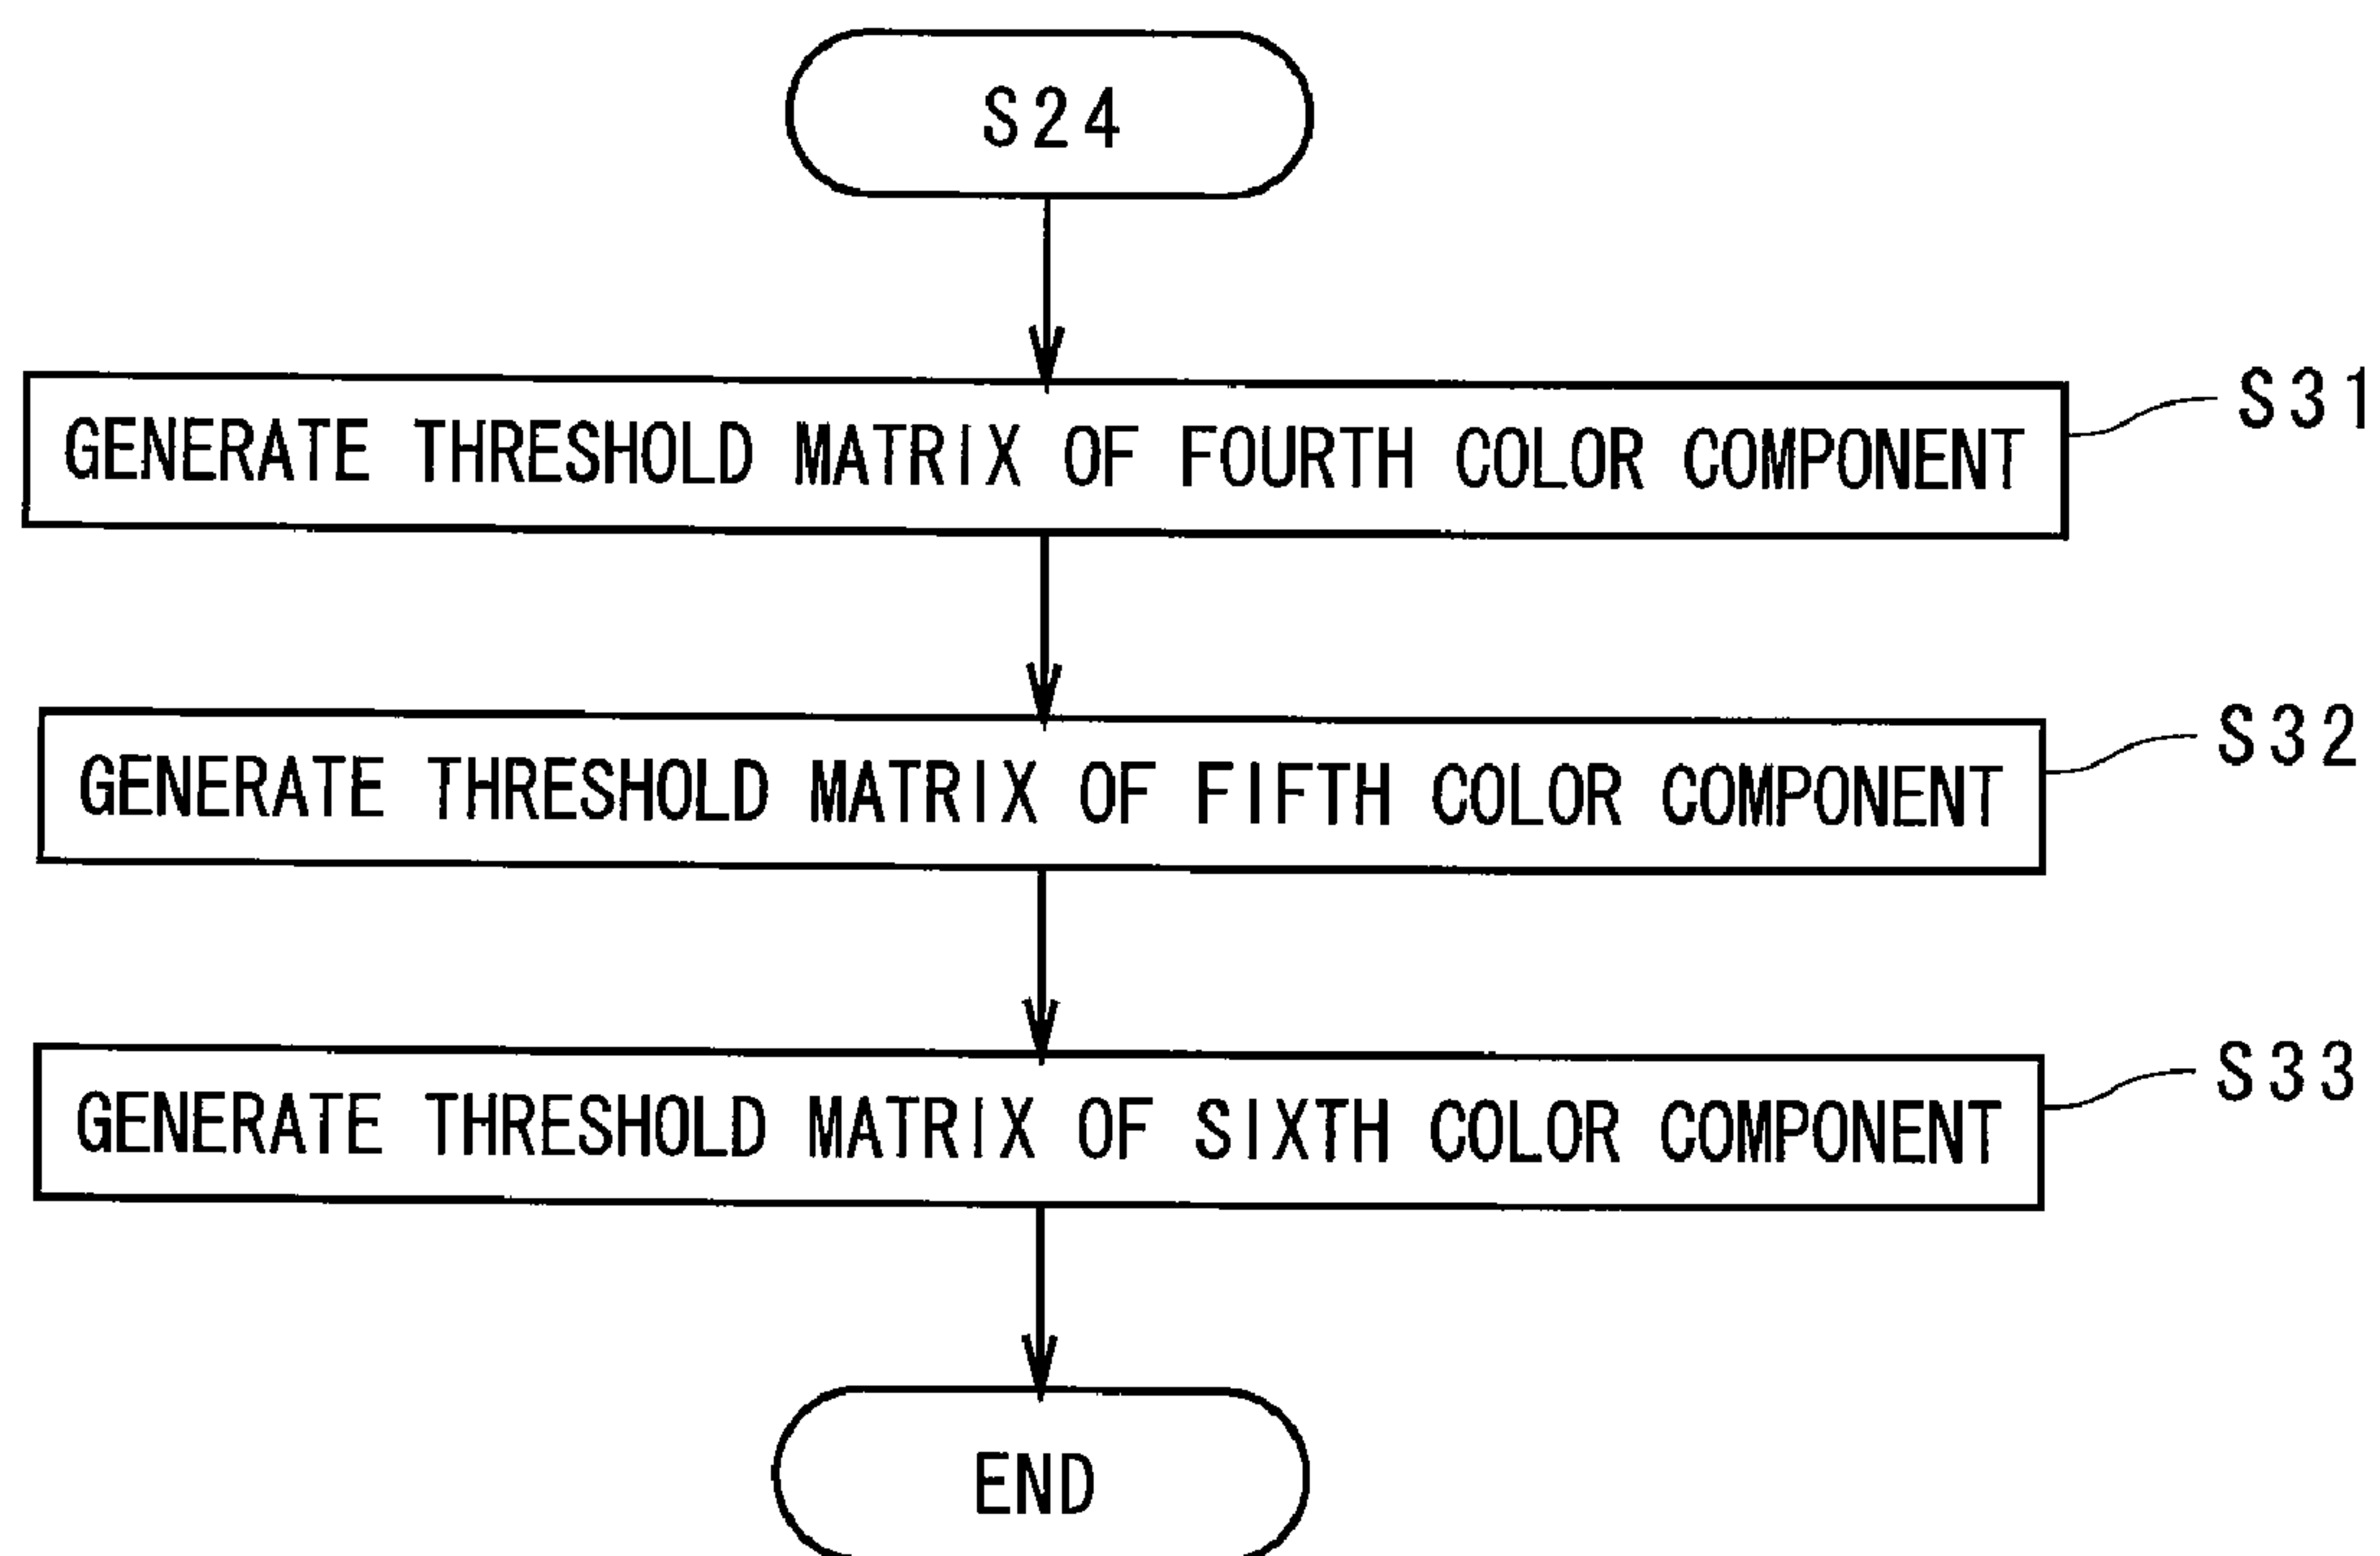 S24
GENERATE THRESHOLD MATRIX OF FOURTH COLOR COMPONENT
S31
GENERATE THRESHOLD MATRIX OF FIFTH COLOR COMPONENT
S32
GENERATE THRESHOLD MATRIX OF SIXTH COLOR COMPONENT
S33
END